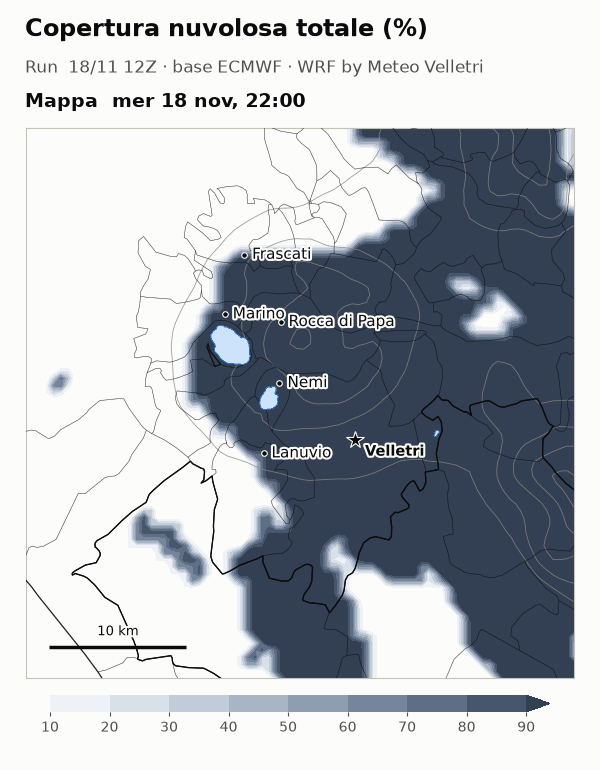 Copertura nuvolosa totale (%)
Run  18/11 12Z · base ECMWF · WRF by Meteo Velletri
Mappa  mer 18 nov, 22:00
Frascati
Marino
Rocca di Papa
Nemi
Lanuvio
Velletri
10 km
10 20 30 40 50 60 70 80 90